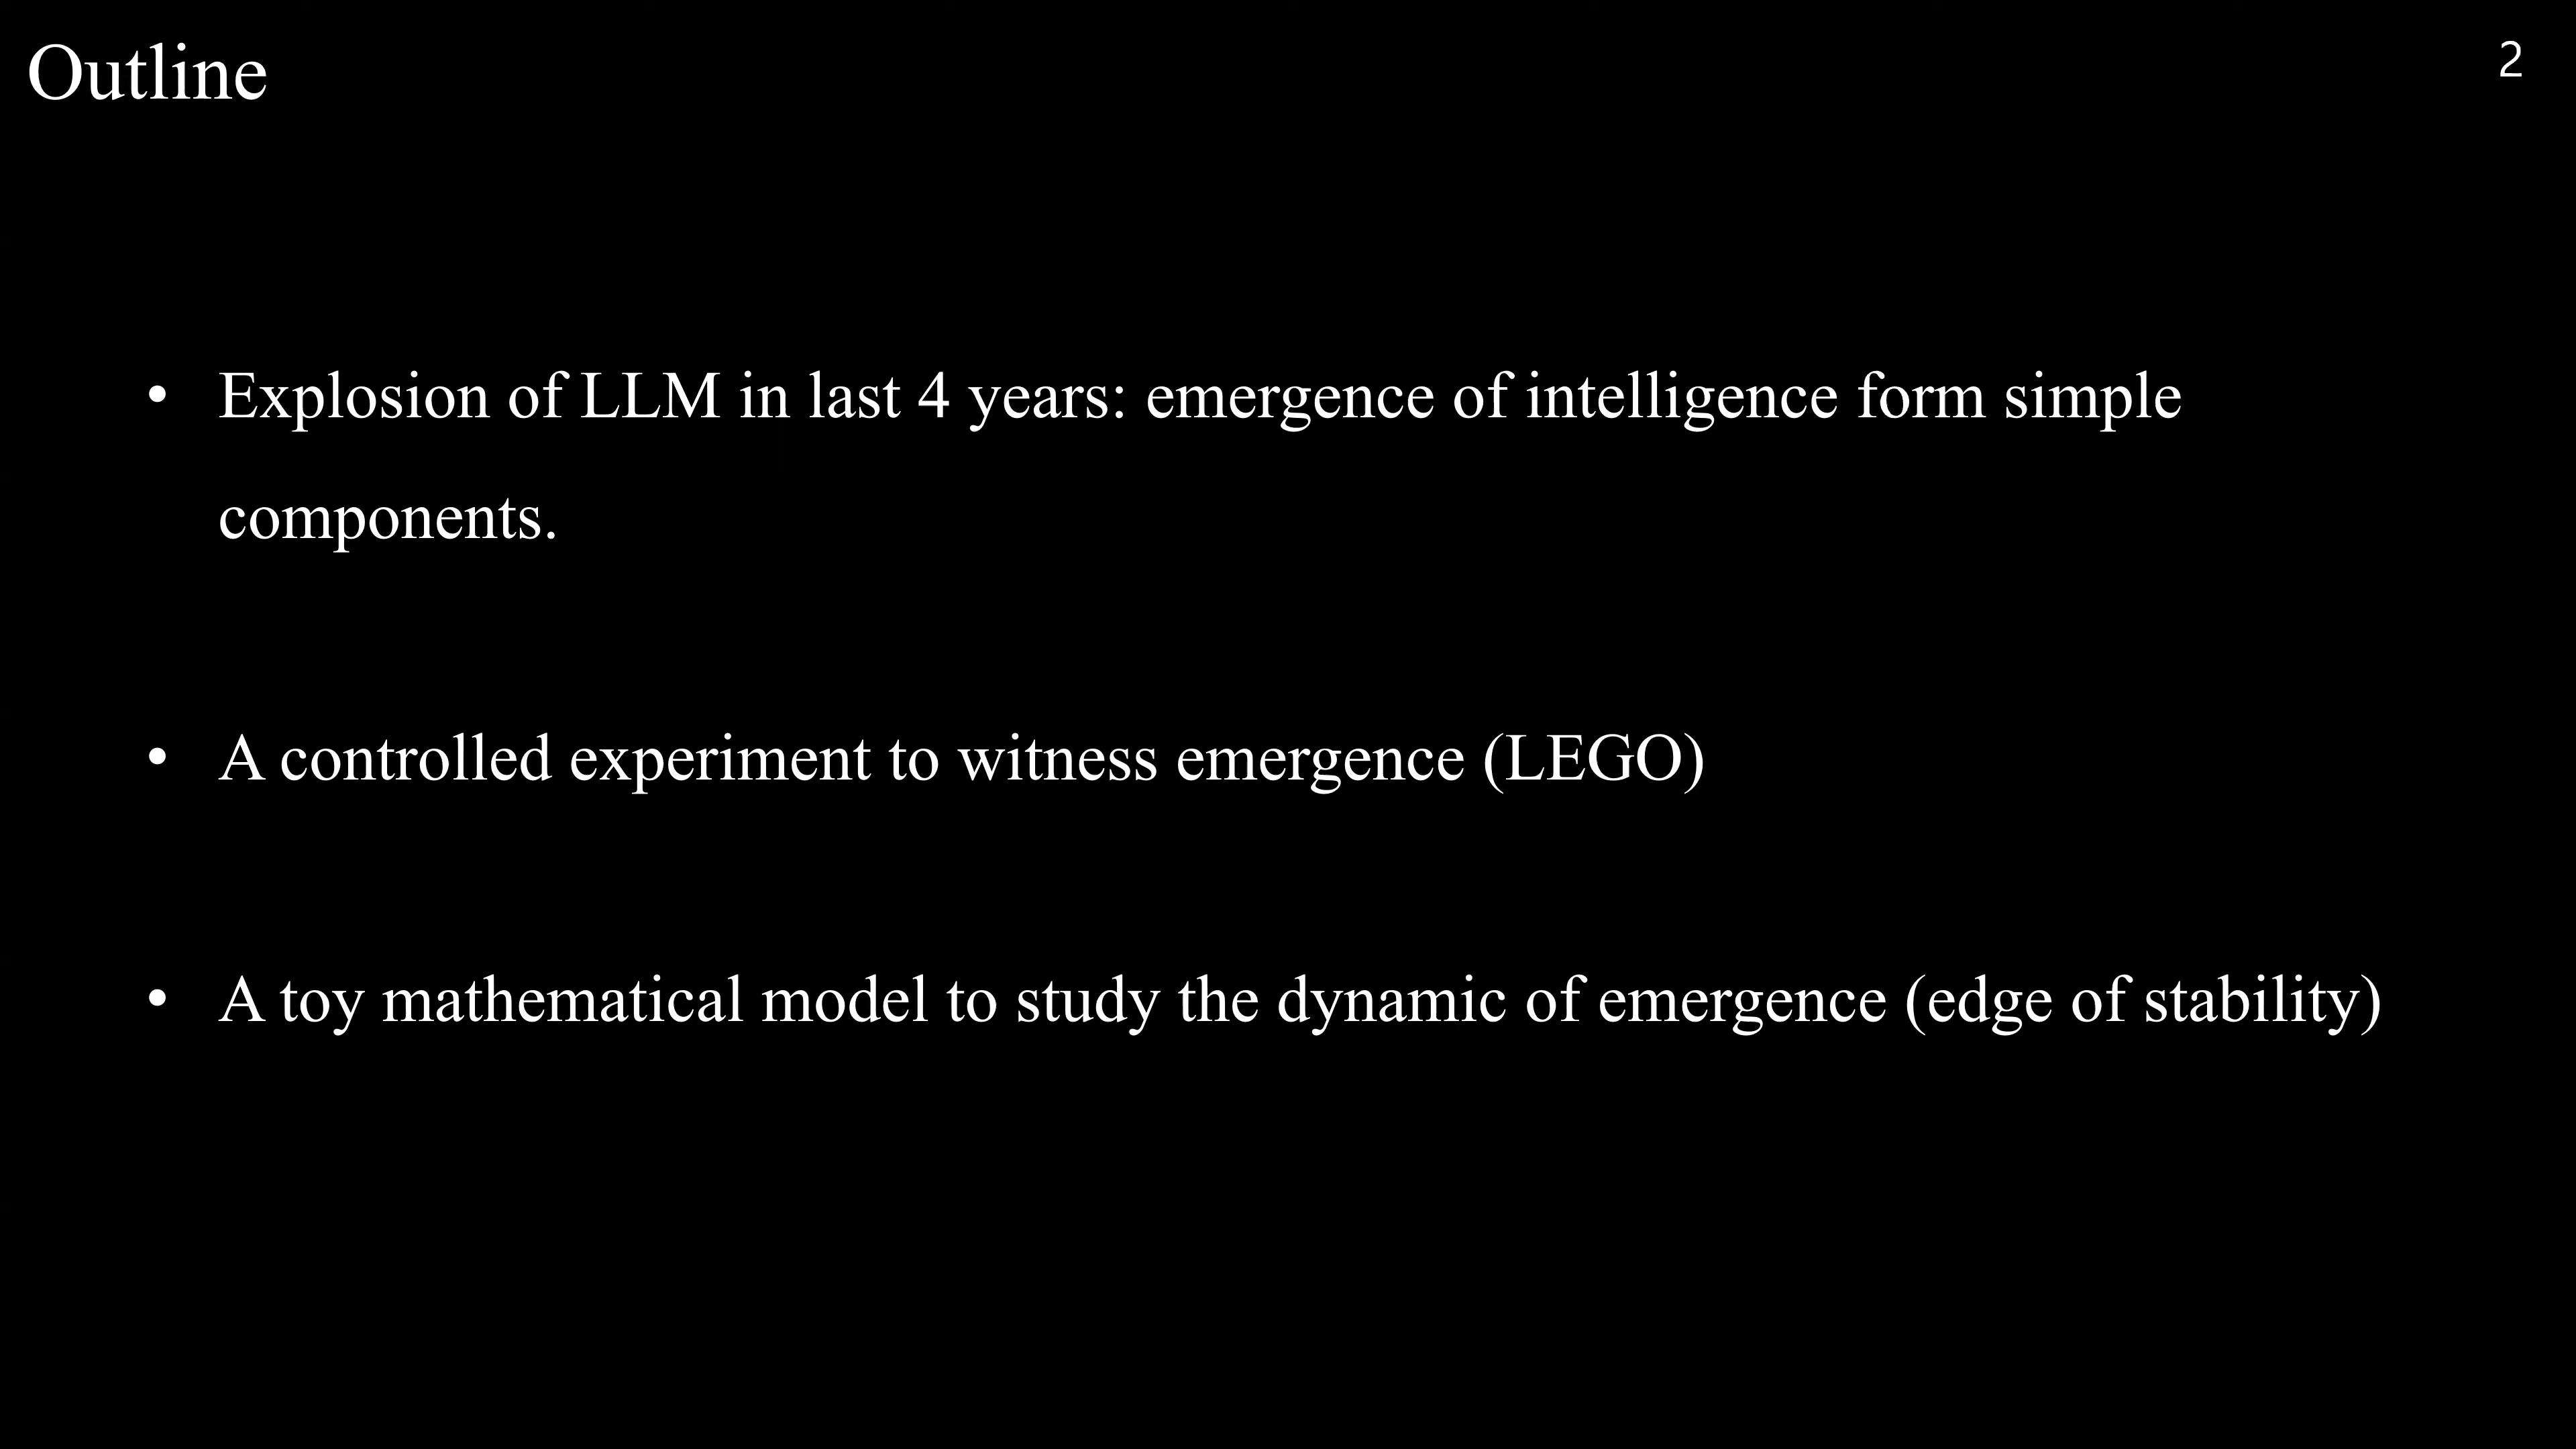 Outline
2
• Explosion of LLM in last 4 years: emergence of intelligence form simple
components.
• A controlled experiment to witness emergence (LEGO)
• A toy mathematical model to study the dynamic of emergence (edge of stability)